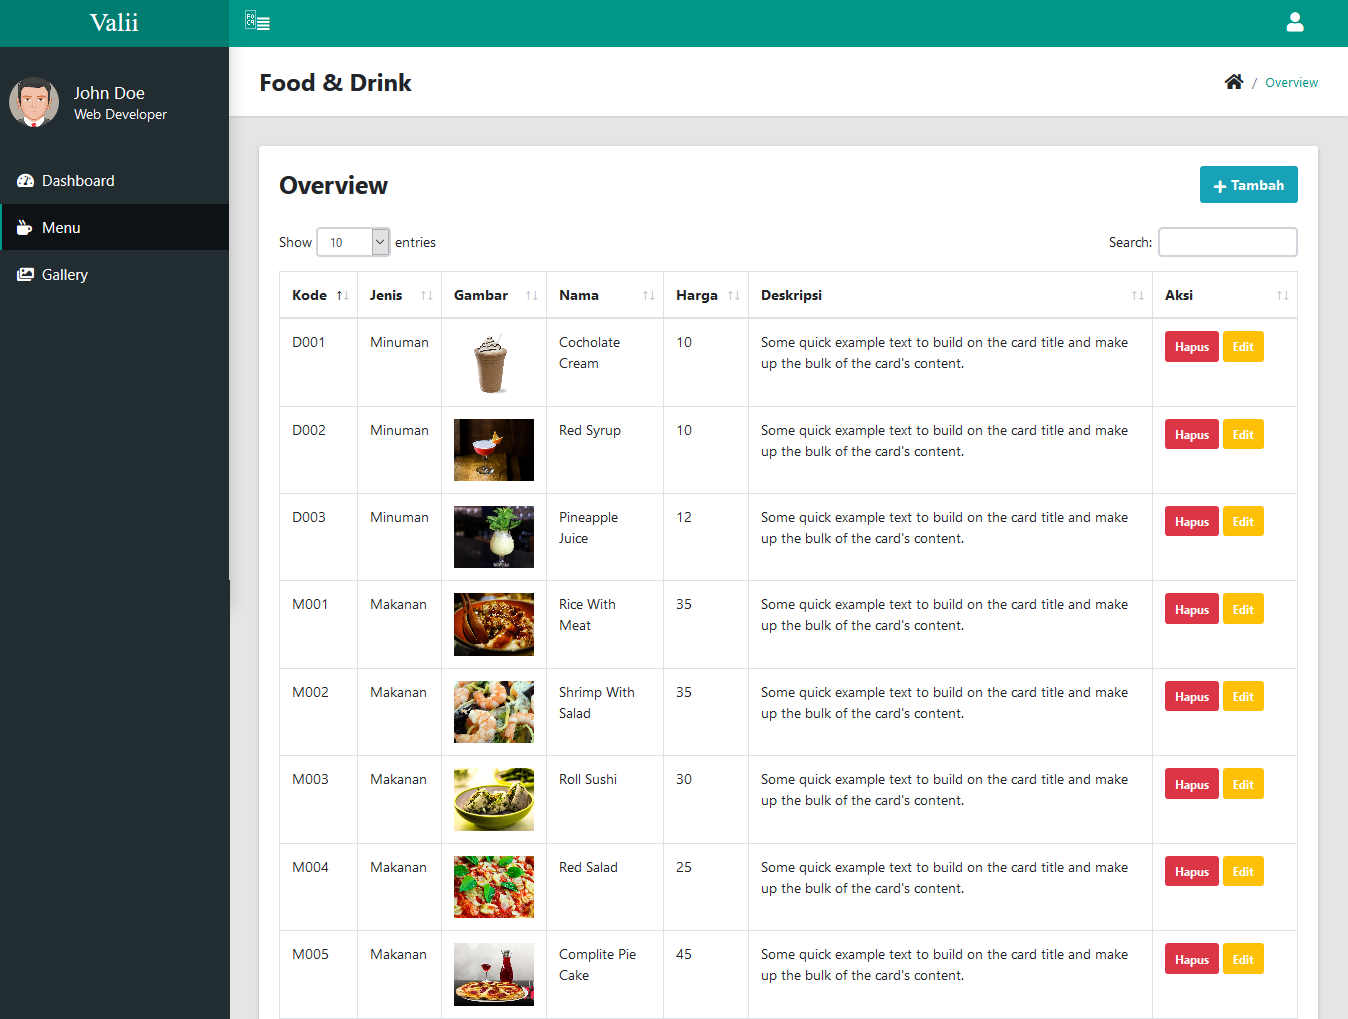 Valii
John Doe
Web Developer
Dashboard
Menu
Gallery
Food & Drink
/ Overview
Overview
Tambah
Show 10 entries
Search:
Kode Jenis Gambar Nama Harga Deskripsi Aksi
D001 Minuman Cocholate 10 Some quick example text to build on the card title and make Hapus Edit
Cream up the bulk of the card's content.
D002 Minuman Red Syrup 10 Some quick example text to build on the card title and make Hapus Edit
up the bulk of the card's content.
D003 Minuman Pineapple 12 Some quick example text to build on the card title and make Hapus Edit
Juice up the bulk of the card's content.
M001 Makanan Rice With 35 Some quick example text to build on the card title and make Hapus Edit
Meat up the bulk of the card's content.
M002 Makanan Shrimp With 35 Some quick example text to build on the card title and make Hapus Edit
Salad up the bulk of the card's content.
M003 Makanan Roll Sushi 30 Some quick example text to build on the card title and make Hapus Edit
up the bulk of the card's content.
M004 Makanan Red Salad 25 Some quick example text to build on the card title and make Hapus Edit
up the bulk of the card's content.
M005 Makanan Complite Pie 45 Some quick example text to build on the card title and make Hapus Edit
Cake up the bulk of the card's content.